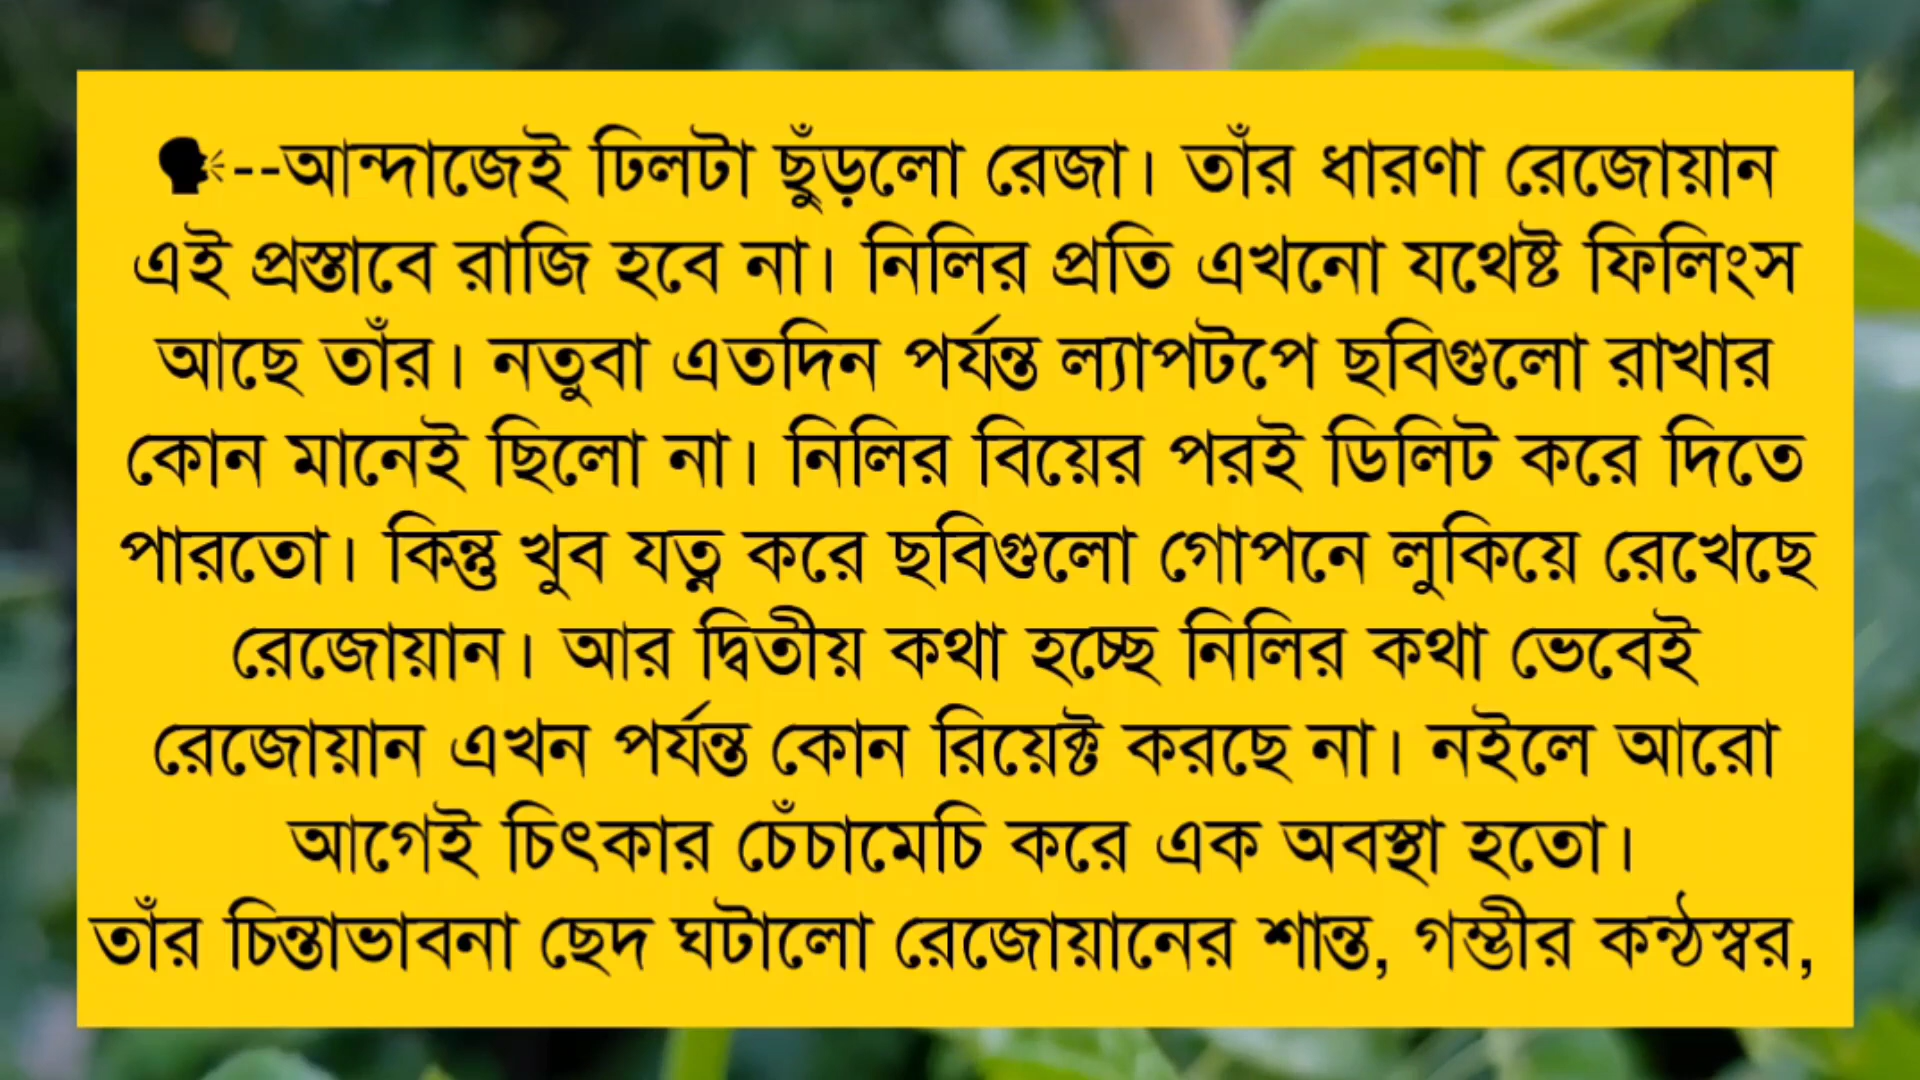 🗣--আন্দাজেই ঢিলটা ছুঁড়লো রেজা। তাঁর ধারণা রেজোয়ান
এই প্রস্তাবে রাজি হবে না। নিলির প্রতি এখনো যথেষ্ট ফিলিংস
আছে তাঁর। নতুবা এতদিন পর্যন্ত ল্যাপটপে ছবিগুলো রাখার
কোন মানেই ছিলো না। নিলির বিয়ের পরই ডিলিট করে দিতে
পারতো। কিন্তু খুব যত্ন করে ছবিগুলো গোপনে লুকিয়ে রেখেছে
রেজোয়ান। আর দ্বিতীয় কথা হচ্ছে নিলির কথা ভেবেই
রেজোয়ান এখন পর্যন্ত কোন রিয়েক্ট করছে না। নইলে আরো
আগেই চিৎকার চেঁচামেচি করে এক অবস্থা হতো।
তাঁর চিন্তাভাবনা ছেদ ঘটালো রেজোয়ানের শান্ত, গম্ভীর কন্ঠস্বর,